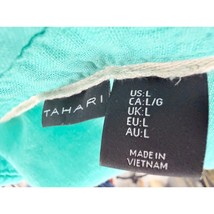 TAHARI
US:L
CA:L/G
UK:L
EU:L
AU:L
MADE IN
VIETNAM